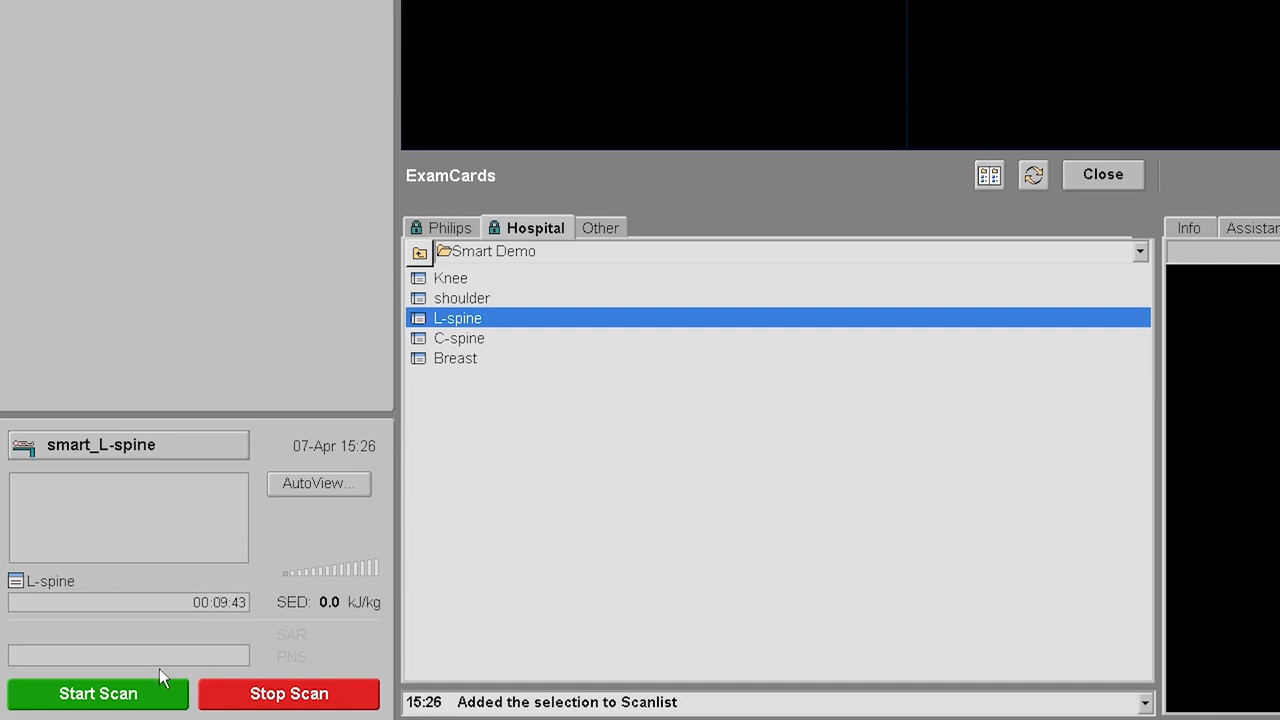 ExamCards
Close
Philips
Hospital
Other
Info
Smart Demo
Knee
shoulder
L-spine
C-spine
Breast
smart_L-spine
07-Apr 15:26
AutoView...
L-spine
00:09:43
SED: 0.0 kJ/kg
SAR:
PNS:
Start Scan
Stop Scan
15:26 Added the selection to Scanlist